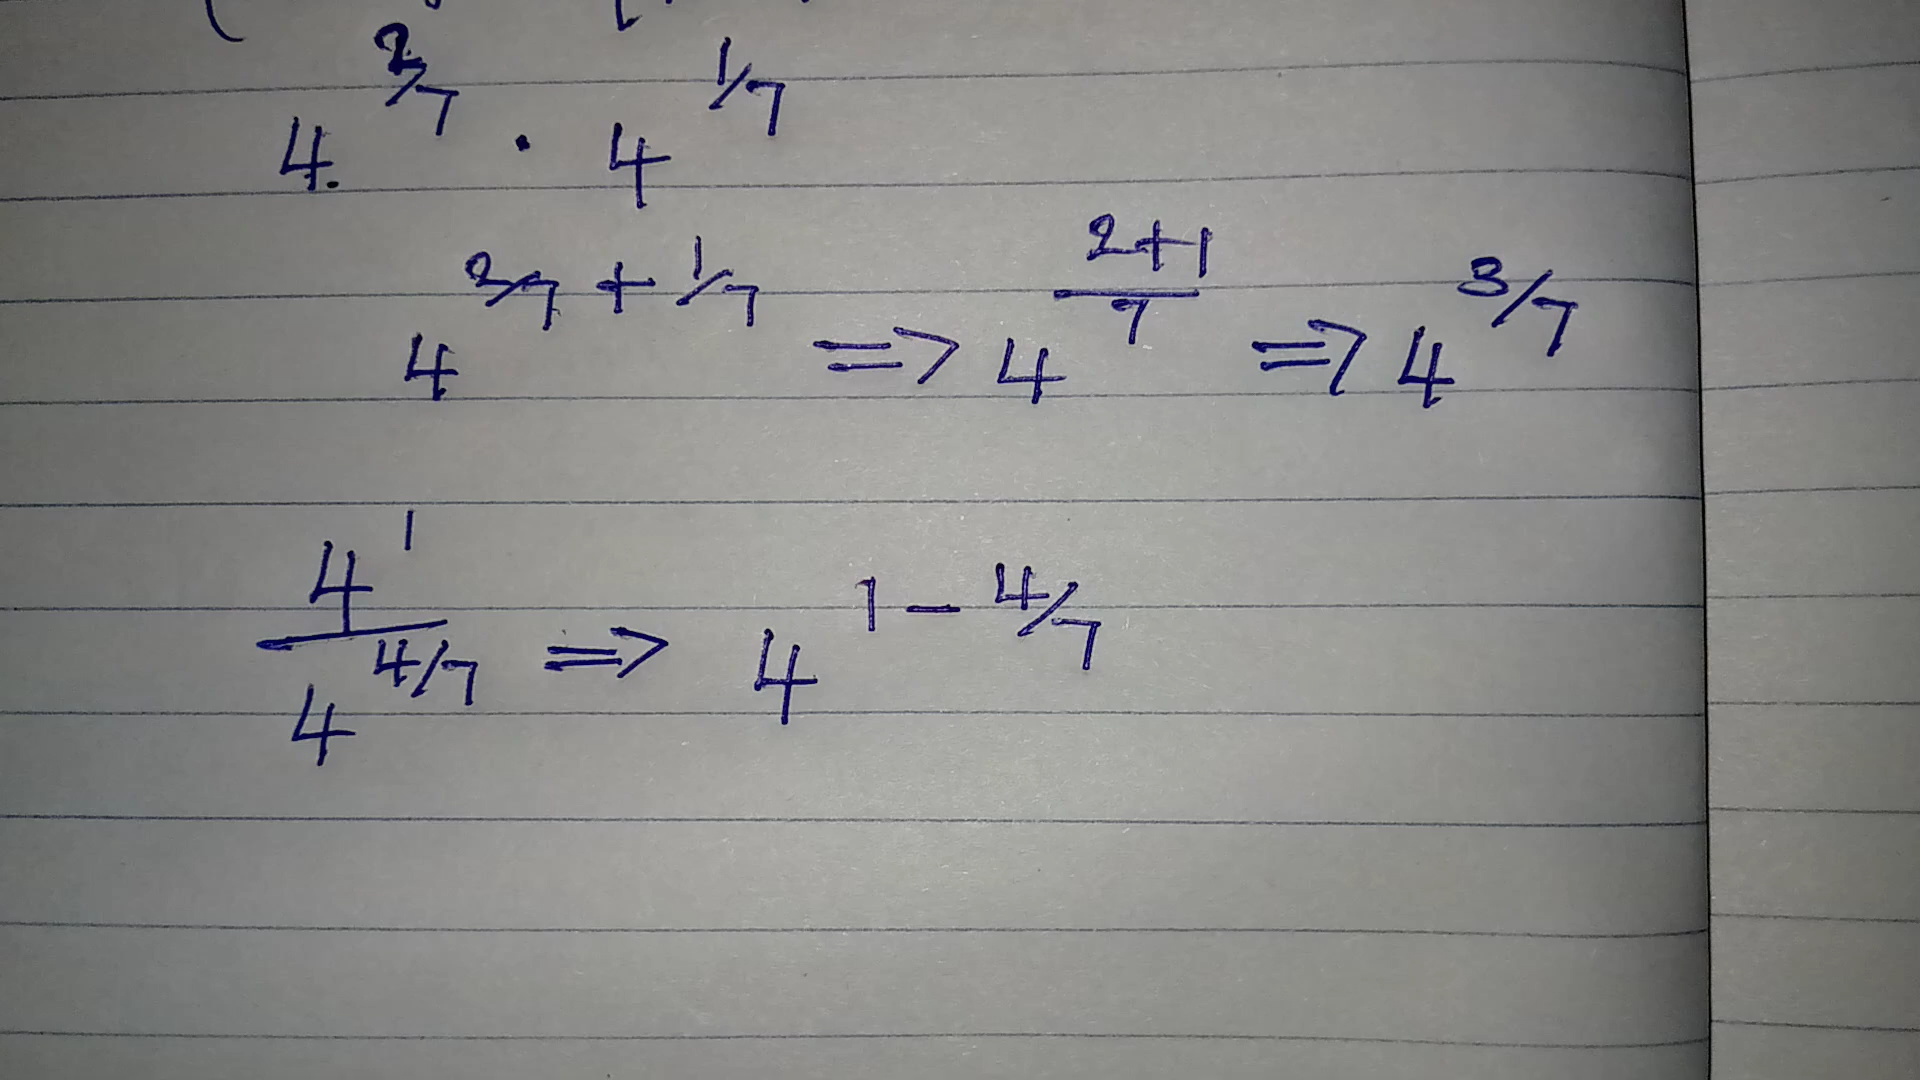 4^2/7 . 4^1/7
4^2/7 + 1/7 => 4^(2+1)/7 => 4^3/7
4^1 / 4^4/7 => 4^1 - 4/7